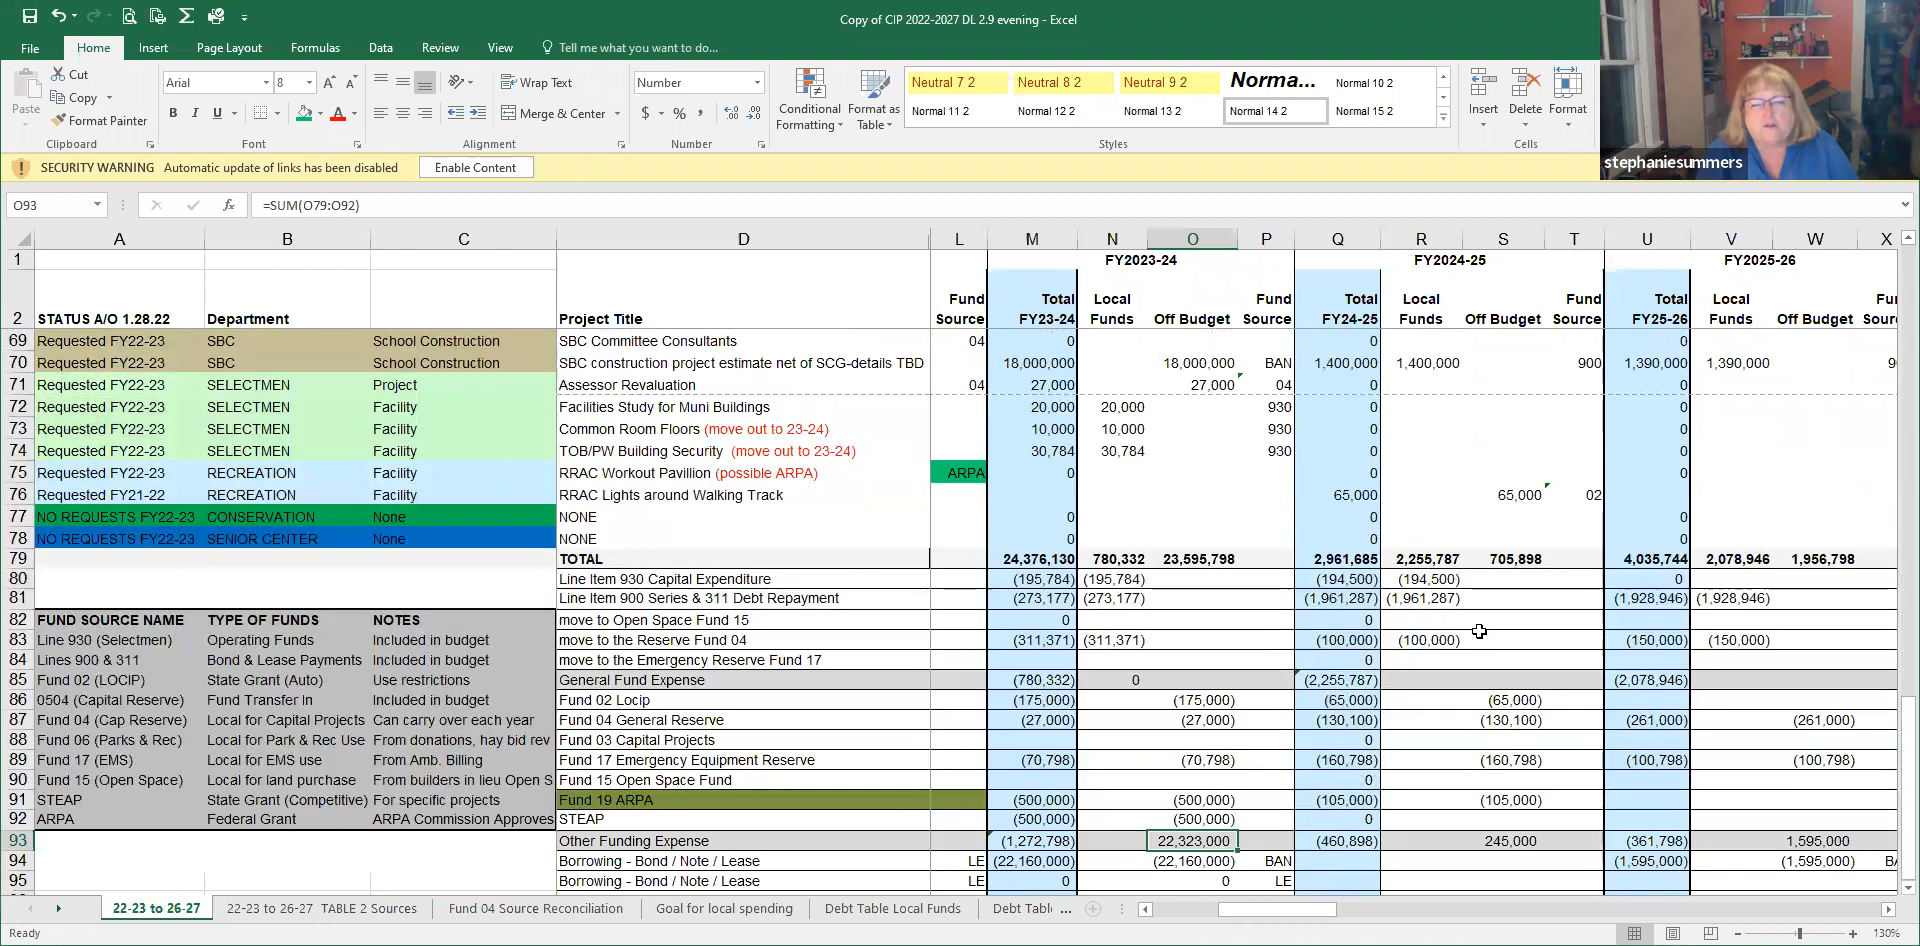 Copy of CIP 2022-2027 DL 2.9 evening - Excel
File Home Insert Page Layout Formulas Data Review View Tell me what you want to do...
Cut
Copy
Paste
Format Painter
Clipboard
Arial 8
B I U
Font
Wrap Text
Merge & Center
Alignment
Number
$ % ,
Number
Conditional Formatting
Format as Table
Neutral 7 2 Neutral 8 2 Neutral 9 2 Norma... Normal 10 2
Normal 11 2 Normal 12 2 Normal 13 2 Normal 14 2 Normal 15 2
Styles
Insert Delete Format
Cells
stephaniesummers
SECURITY WARNING Automatic update of links has been disabled Enable Content
O93 fx =SUM(O79:O92)
A B C D L M N O P Q R S T U V W X
1 FY2023-24 FY2024-25 FY2025-26
Fund Total Local Fund Total Local Fund Total Local Fu
2 STATUS A/O 1.28.22 Department Project Title Source FY23-24 Funds Off Budget Source FY24-25 Funds Off Budget Source FY25-26 Funds Off Budget Sour
69 Requested FY22-23 SBC School Construction SBC Committee Consultants 04 0 0 0
70 Requested FY22-23 SBC School Construction SBC construction project estimate net of SCG-details TBD 18,000,000 18,000,000 BAN 1,400,000 1,400,000 900 1,390,000 1,390,000 9
71 Requested FY22-23 SELECTMEN Project Assessor Revaluation 04 27,000 27,000 04 0 0
72 Requested FY22-23 SELECTMEN Facility Facilities Study for Muni Buildings 20,000 20,000 930 0 0
73 Requested FY22-23 SELECTMEN Facility Common Room Floors (move out to 23-24) 10,000 10,000 930 0 0
74 Requested FY22-23 SELECTMEN Facility TOB/PW Building Security (move out to 23-24) 30,784 30,784 930 0 0
75 Requested FY22-23 RECREATION Facility RRAC Workout Pavillion (possible ARPA) ARPA 0 0 0
76 Requested FY21-22 RECREATION Facility RRAC Lights around Walking Track 65,000 65,000 02 0
77 NO REQUESTS FY22-23 CONSERVATION None NONE 0 0 0
78 NO REQUESTS FY22-23 SENIOR CENTER None NONE 0 0 0
79 TOTAL 24,376,130 780,332 23,595,798 2,961,685 2,255,787 705,898 4,035,744 2,078,946 1,956,798
80 Line Item 930 Capital Expenditure (195,784) (195,784) (194,500) (194,500) 0
81 Line Item 900 Series & 311 Debt Repayment (273,177) (273,177) (1,961,287) (1,961,287) (1,928,946) (1,928,946)
82 FUND SOURCE NAME TYPE OF FUNDS NOTES move to Open Space Fund 15 0 0
83 Line 930 (Selectmen) Operating Funds Included in budget move to the Reserve Fund 04 (311,371) (311,371) (100,000) (100,000) (150,000) (150,000)
84 Lines 900 & 311 Bond & Lease Payments Included in budget move to the Emergency Reserve Fund 17 0
85 Fund 02 (LOCIP) State Grant (Auto) Use restrictions General Fund Expense (780,332) 0 (2,255,787) (2,078,946)
86 0504 (Capital Reserve) Fund Transfer In Included in budget Fund 02 Locip (175,000) (175,000) (65,000) (65,000)
87 Fund 04 (Cap Reserve) Local for Capital Projects Can carry over each year Fund 04 General Reserve (27,000) (27,000) (130,100) (130,100) (261,000) (261,000)
88 Fund 06 (Parks & Rec) Local for Park & Rec Use From donations, hay bid rev Fund 03 Capital Projects 0
89 Fund 17 (EMS) Local for EMS use From Amb. Billing Fund 17 Emergency Equipment Reserve (70,798) (70,798) (160,798) (160,798) (100,798) (100,798)
90 Fund 15 (Open Space) Local for land purchase From builders in lieu Open S Fund 15 Open Space Fund 0
91 STEAP State Grant (Competitive) For specific projects Fund 19 ARPA (500,000) (500,000) (105,000) (105,000)
92 ARPA Federal Grant ARPA Commission Approves STEAP (500,000) (500,000) 0
93 Other Funding Expense (1,272,798) 22,323,000 (460,898) 245,000 (361,798) 1,595,000
94 Borrowing - Bond / Note / Lease LE (22,160,000) (22,160,000) BAN (1,595,000) (1,595,000) BA
95 Borrowing - Bond / Note / Lease LE 0 0 LE
22-23 to 26-27 22-23 to 26-27 TABLE 2 Sources Fund 04 Source Reconciliation Goal for local spending Debt Table Local Funds Debt Tabl ...
Ready 130%